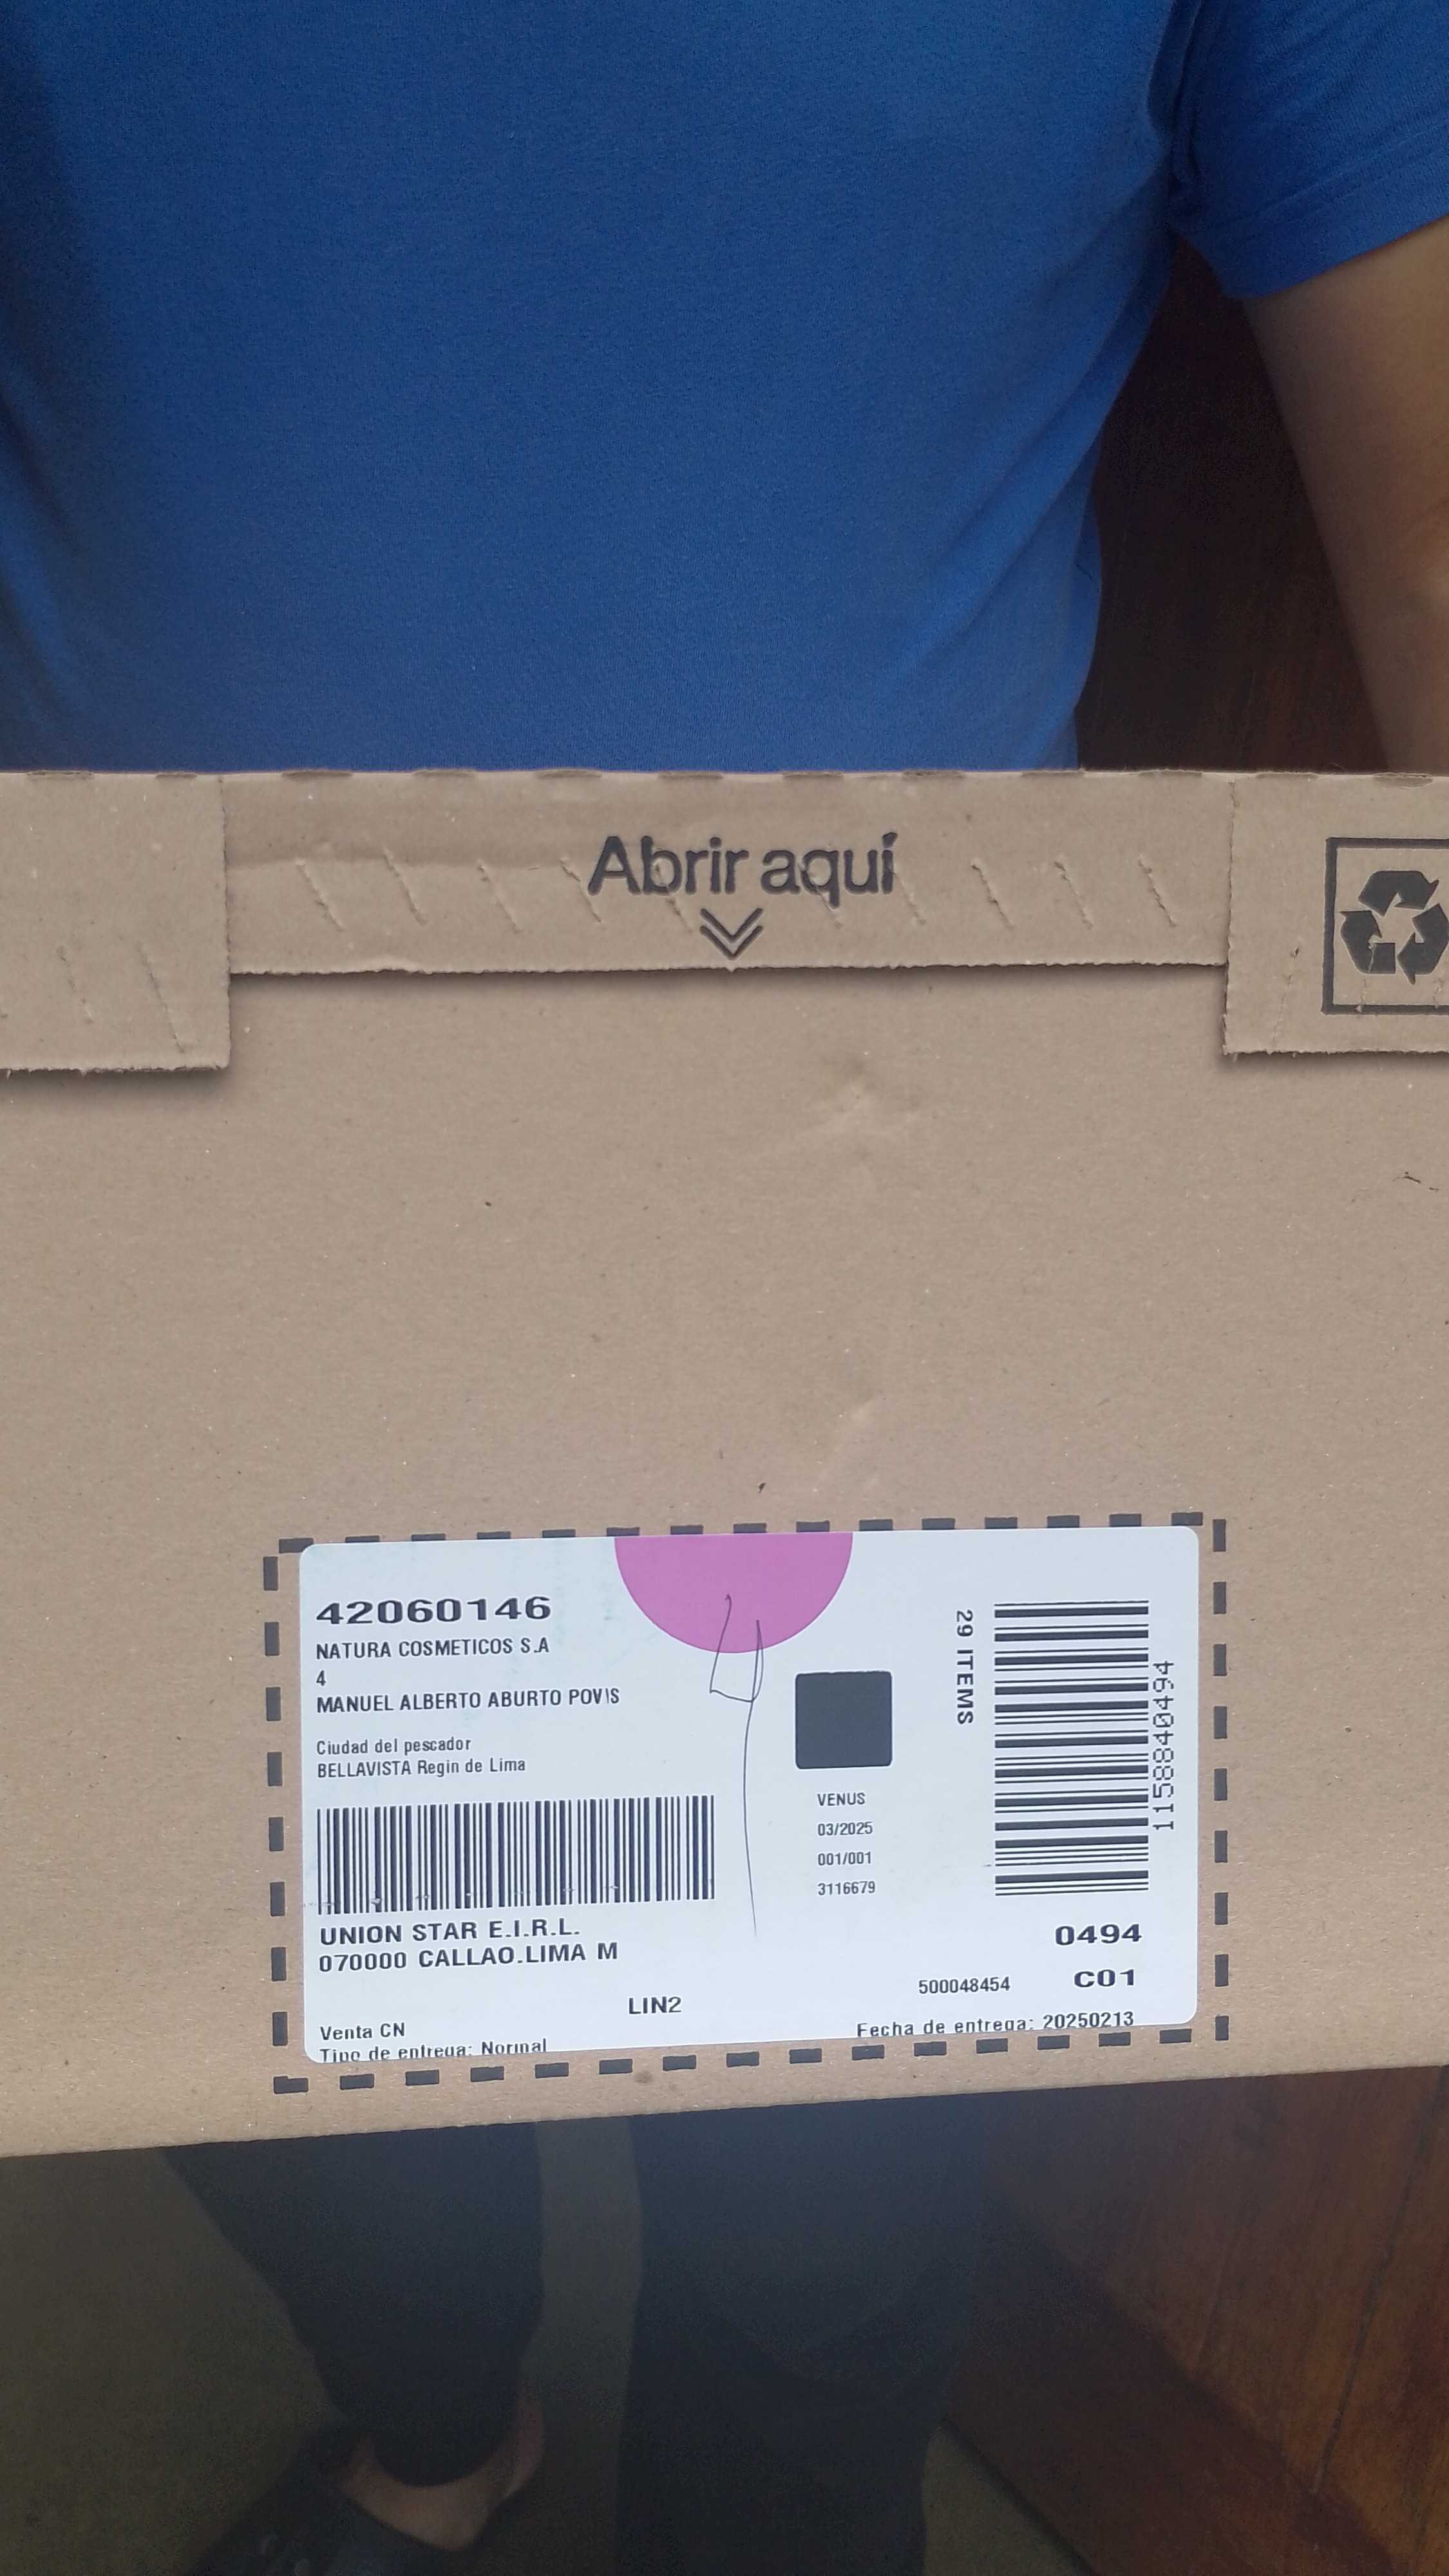 Abrir aquí
42060146
NATURA COSMETICOS S.A
4
MANUEL ALBERTO ABURTO POVIS
Ciudad del pescador
BELLAVISTA Regin de Lima
UNION STAR E.I.R.L.
070000 CALLAO.LIMA M
LIN2
Venta CN
Tipo de entrega: Normal
VENUS
03/2025
001/001
3116679
29 ITEMS
1158840494
0494
500048454 C01
Fecha de entrega: 20250213